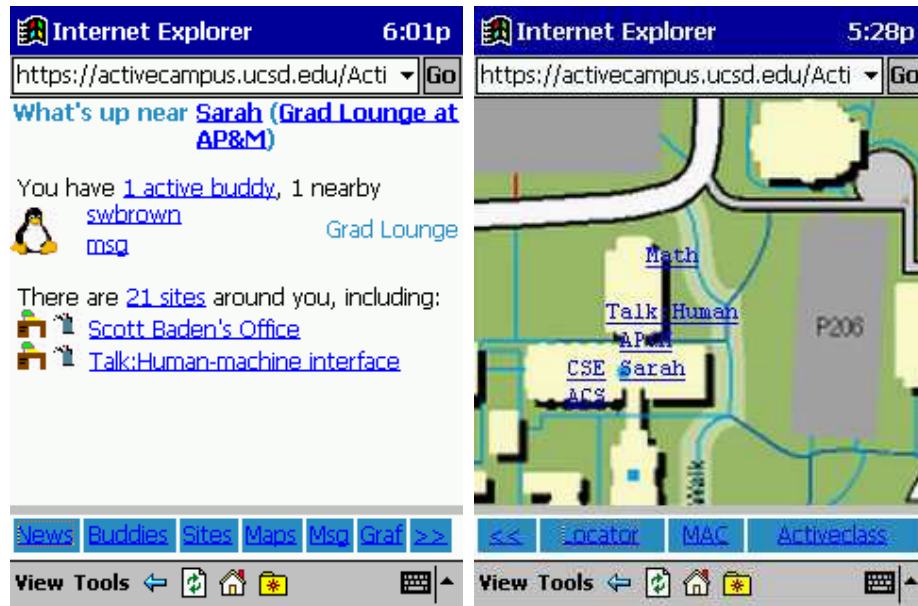 Internet Explorer 6:01p
https://activecampus.ucsd.edu/Acti Go
What's up near Sarah (Grad Lounge at
AP&M)
You have 1 active buddy, 1 nearby
swbrown
Grad Lounge
msg
There are 21 sites around you, including:
Scott Baden's Office
Talk:Human-machine interface
News Buddies Sites Maps Msg Graf >>
View Tools
Internet Explorer 5:28p
https://activecampus.ucsd.edu/Acti Go
Math
Talk Human
AP&M
CSE Sarah
ACS
P206
Walk
<< Locator MAC Activeclass
View Tools